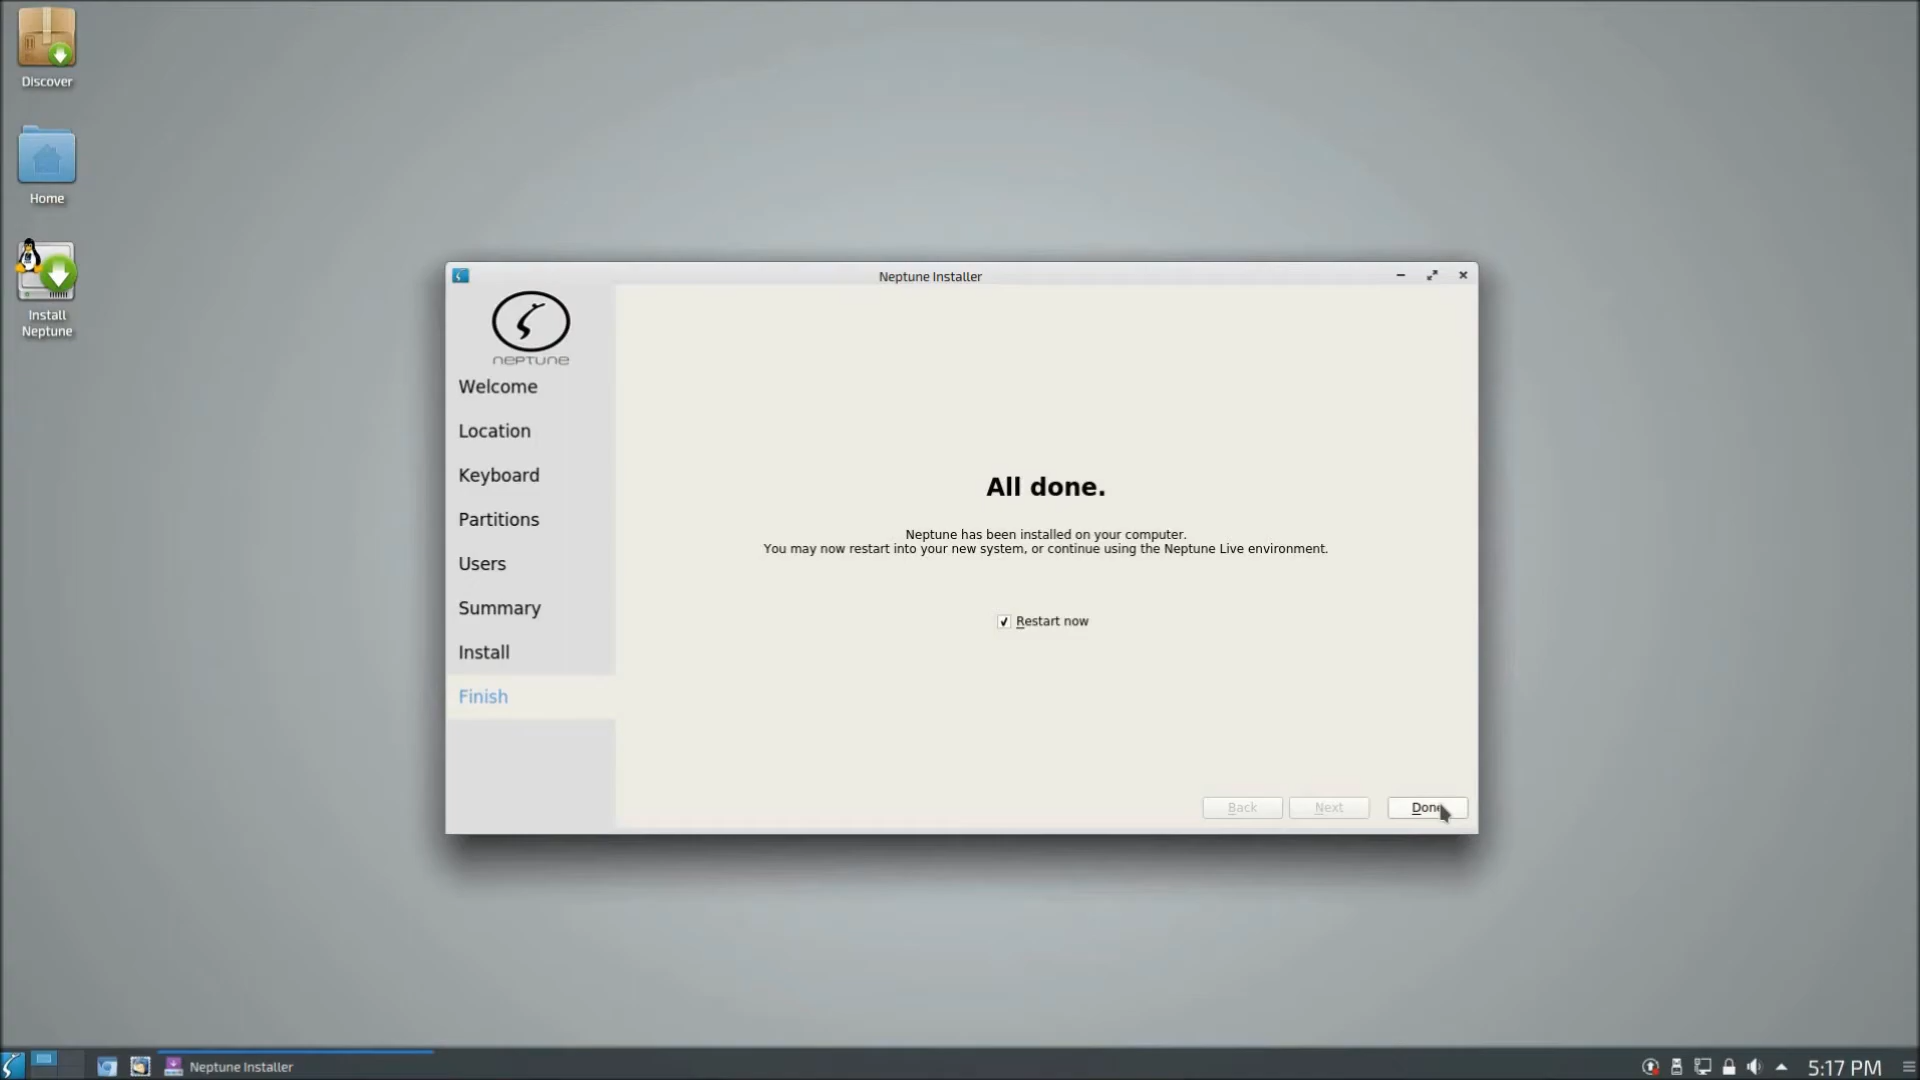 Discover
Home
Install
Neptune
Neptune Installer
neptune
Welcome
Location
Keyboard
Partitions
Users
Summary
Install
Finish
All done.
Neptune has been installed on your computer.
You may now restart into your new system, or continue using the Neptune Live environment.
Restart now
Back
Next
Done
Neptune Installer
5:17 PM